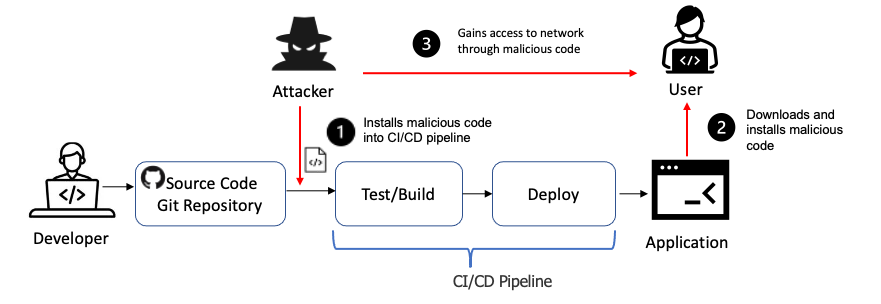 3
Gains access to network
through malicious code
Attacker
User
1
Installs malicious code
into CI/CD pipeline
2
Downloads and
installs malicious
code
</>
</>
</>
Source Code
Git Repository
Test/Build
Deploy
_<
Developer
Application
CI/CD Pipeline